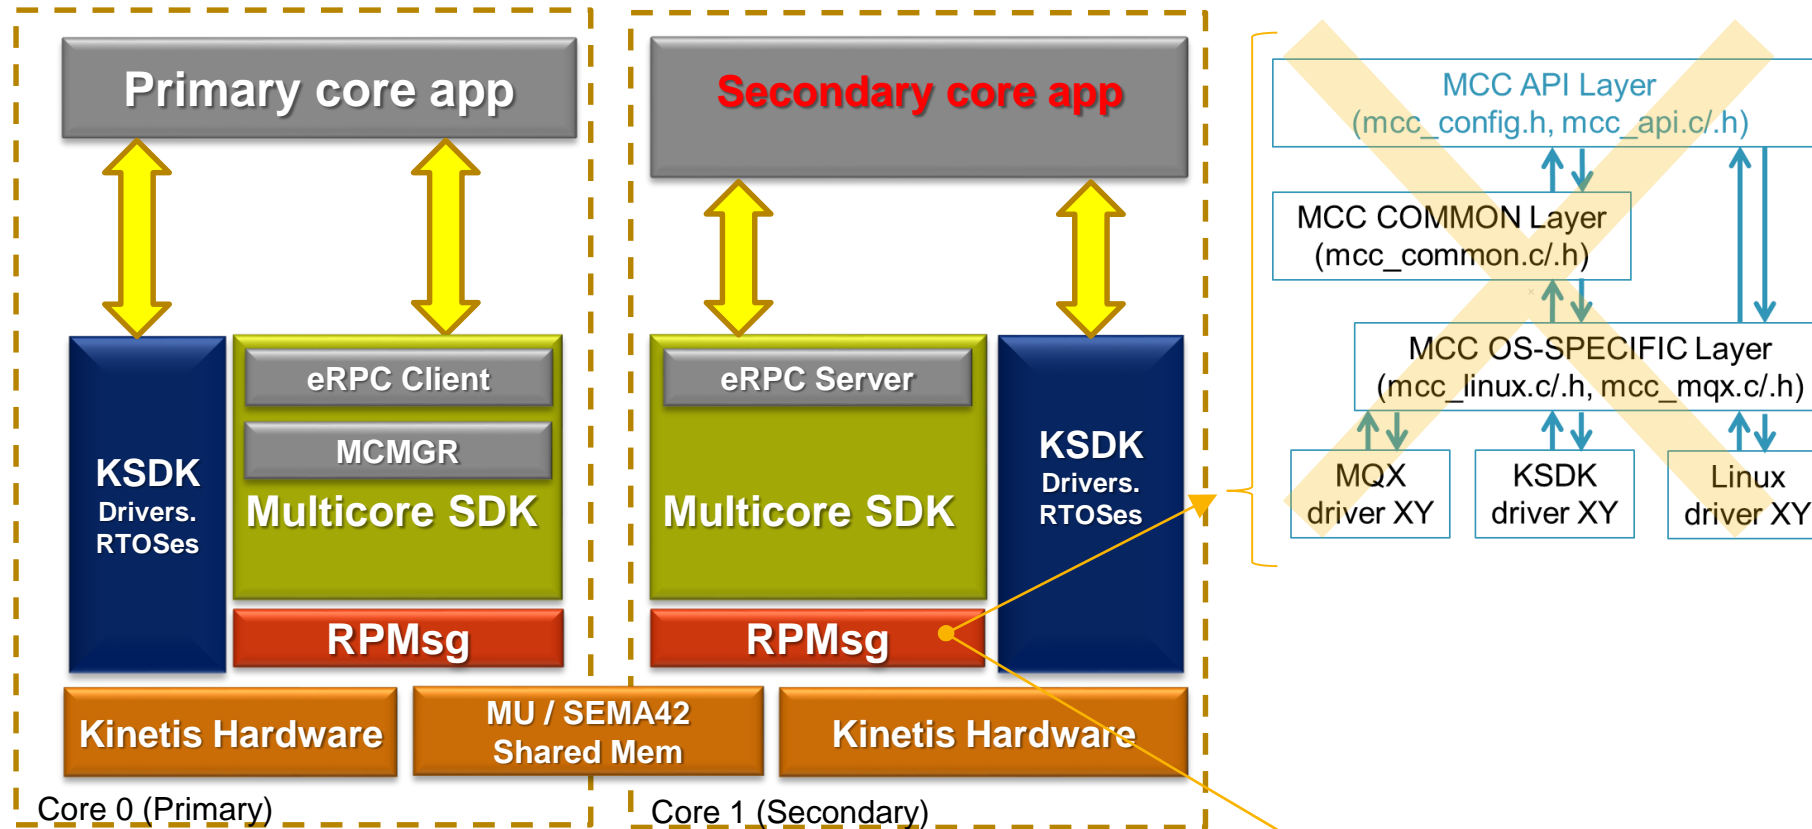 Primary core app
eRPC Client
MCMGR
KSDK
Drivers.
RTOSes
Multicore SDK
RPMsg
Kinetis Hardware
MU / SEMA42
Shared Mem
Core 0 (Primary)
Secondary core app
eRPC Server
Multicore SDK
KSDK
Drivers.
RTOSes
RPMsg
Kinetis Hardware
Core 1 (Secondary)
MCC API Layer
(mcc_config.h, mcc_api.c/.h)
MCC COMMON Layer
(mcc_common.c/.h)
MCC OS-SPECIFIC Layer
(mcc_linux.c/.h, mcc_mqx.c/.h)
MQX
driver XY
KSDK
driver XY
Linux
driver XY